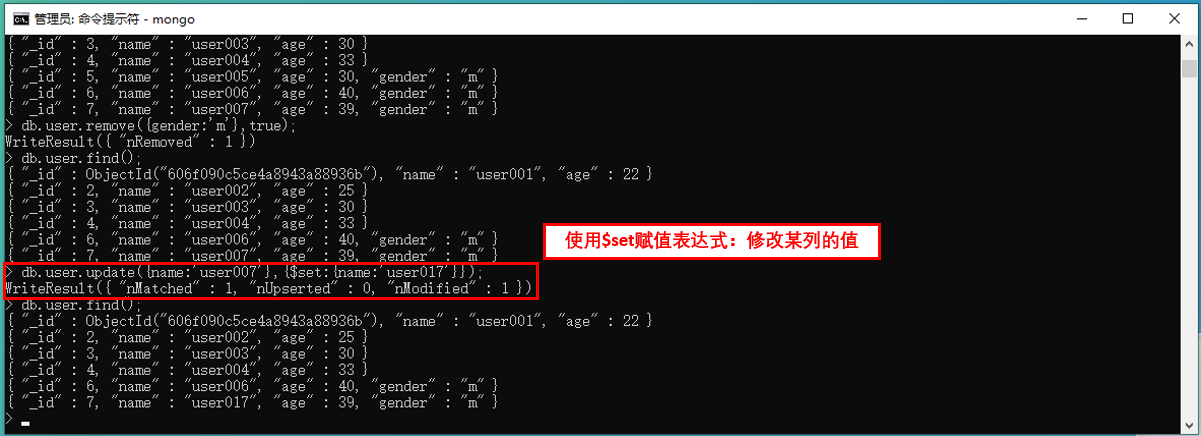 管理员: 命令提示符 - mongo
{ "_id" : 3, "name" : "user003", "age" : 30 }
{ "_id" : 4, "name" : "user004", "age" : 33 }
{ "_id" : 5, "name" : "user005", "age" : 30, "gender" : "m" }
{ "_id" : 6, "name" : "user006", "age" : 40, "gender" : "m" }
{ "_id" : 7, "name" : "user007", "age" : 39, "gender" : "m" }
> db.user.remove({gender:'m'},true);
WriteResult({ "nRemoved" : 1 })
> db.user.find();
{ "_id" : ObjectId("606f090c5ce4a8943a88936b"), "name" : "user001", "age" : 22 }
{ "_id" : 2, "name" : "user002", "age" : 25 }
{ "_id" : 3, "name" : "user003", "age" : 30 }
{ "_id" : 4, "name" : "user004", "age" : 33 }
{ "_id" : 6, "name" : "user006", "age" : 40, "gender" : "m" }
{ "_id" : 7, "name" : "user007", "age" : 39, "gender" : "m" }
使用$set赋值表达式：修改某列的值
> db.user.update({name:'user007'},{$set:{name:'user017'}});
WriteResult({ "nMatched" : 1, "nUpserted" : 0, "nModified" : 1 })
> db.user.find();
{ "_id" : ObjectId("606f090c5ce4a8943a88936b"), "name" : "user001", "age" : 22 }
{ "_id" : 2, "name" : "user002", "age" : 25 }
{ "_id" : 3, "name" : "user003", "age" : 30 }
{ "_id" : 4, "name" : "user004", "age" : 33 }
{ "_id" : 6, "name" : "user006", "age" : 40, "gender" : "m" }
{ "_id" : 7, "name" : "user017", "age" : 39, "gender" : "m" }
>